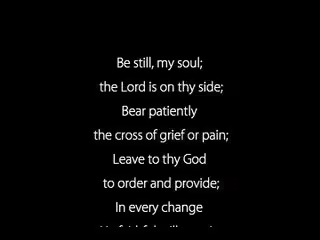 Be still, my soul;
the Lord is on thy side;
Bear patiently
the cross of grief or pain;
Leave to thy God
to order and provide;
In every change